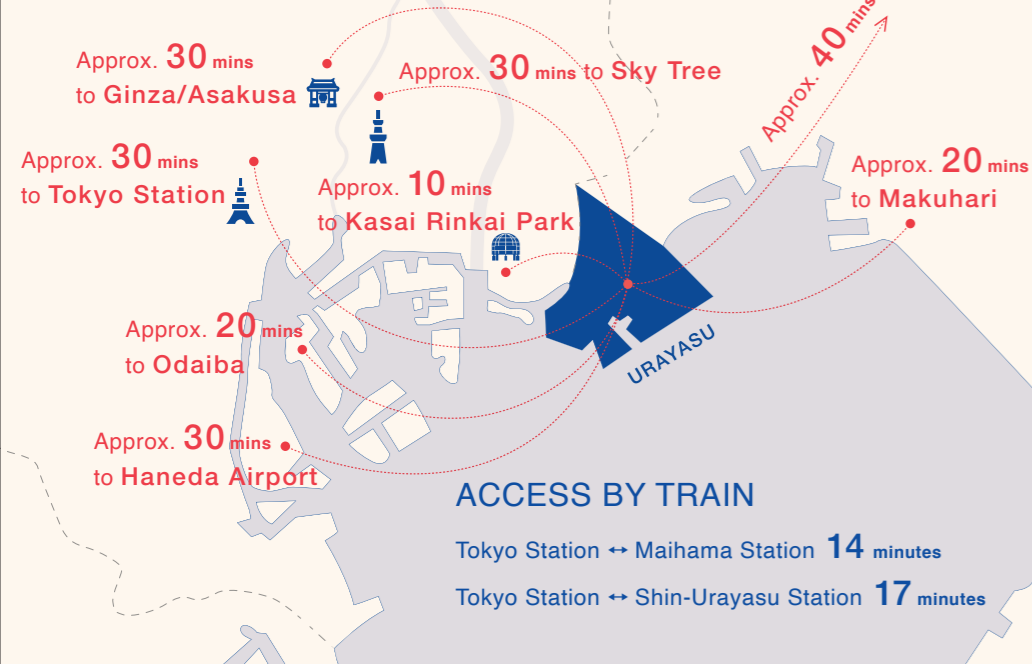 Approx. 30 mins
to Ginza/Asakusa
Approx. 30 mins to Sky Tree
Approx. 40 mins
Approx. 30 mins
to Tokyo Station
Approx. 10 mins
to Kasai Rinkai Park
Approx. 20 mins
to Makuhari
Approx. 20 mins
to Odaiba
URAYASU
Approx. 30 mins
to Haneda Airport
ACCESS BY TRAIN
Tokyo Station ↔ Maihama Station 14 minutes
Tokyo Station ↔ Shin-Urayasu Station 17 minutes